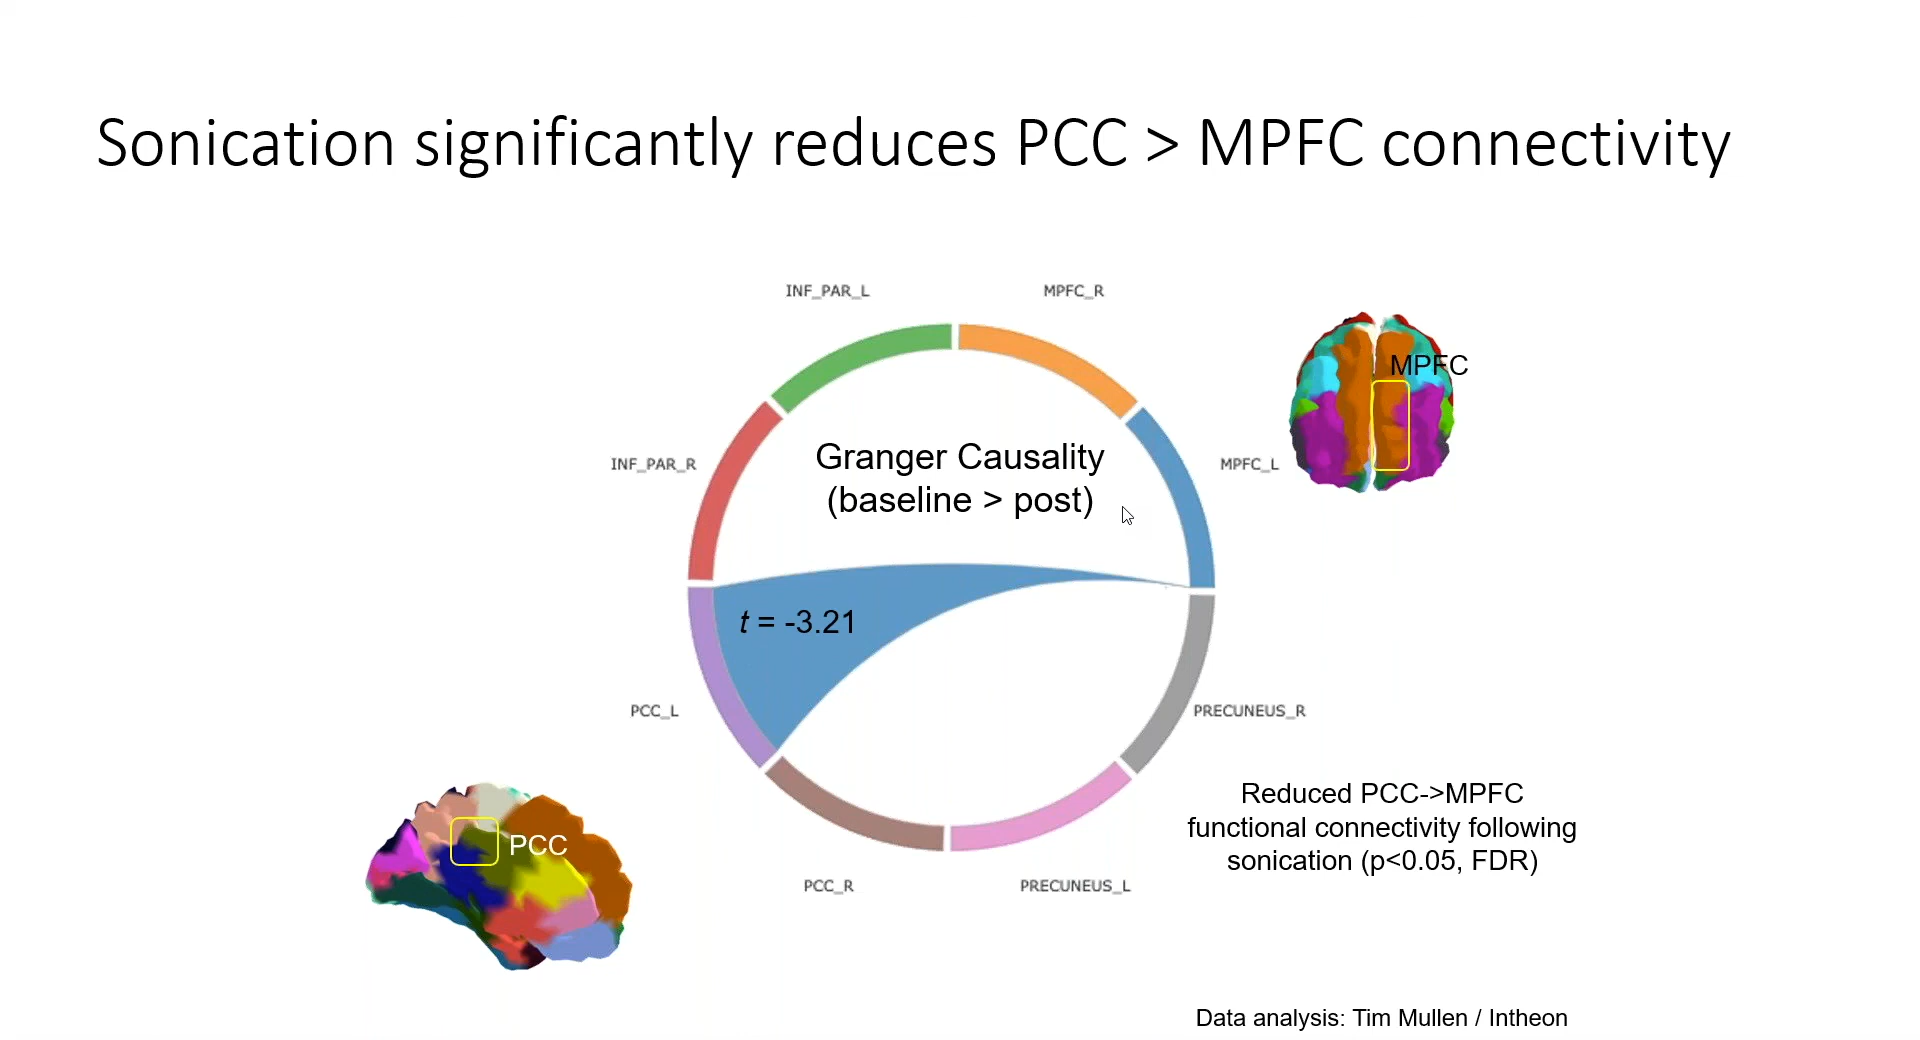 Sonication significantly reduces PCC > MPFC connectivity
INF_PAR_L
MPFC_R
MPFC
INF_PAR_R
Granger Causality
(baseline > post)
MPFC_L
t = -3.21
PCC_L
PRECUNEUS_R
PCC
PCC_R
PRECUNEUS_L
Reduced PCC->MPFC
functional connectivity following
sonication (p<0.05, FDR)
Data analysis: Tim Mullen / Intheon